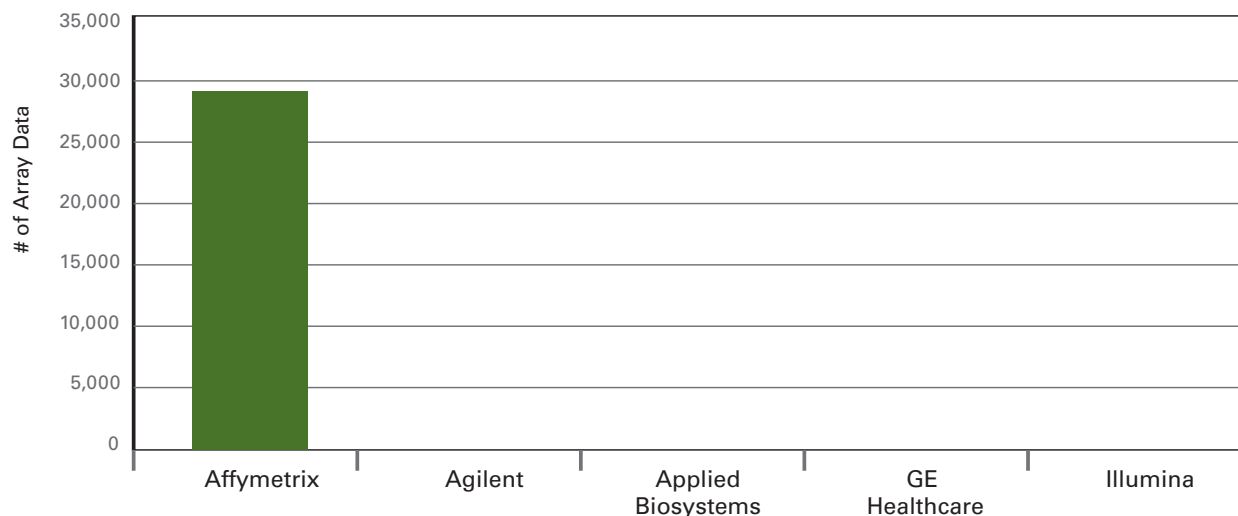 # of Array Data
35,000
30,000
25,000
20,000
15,000
10,000
5,000
0
Affymetrix
Agilent
Applied
Biosystems
GE
Healthcare
Illumina